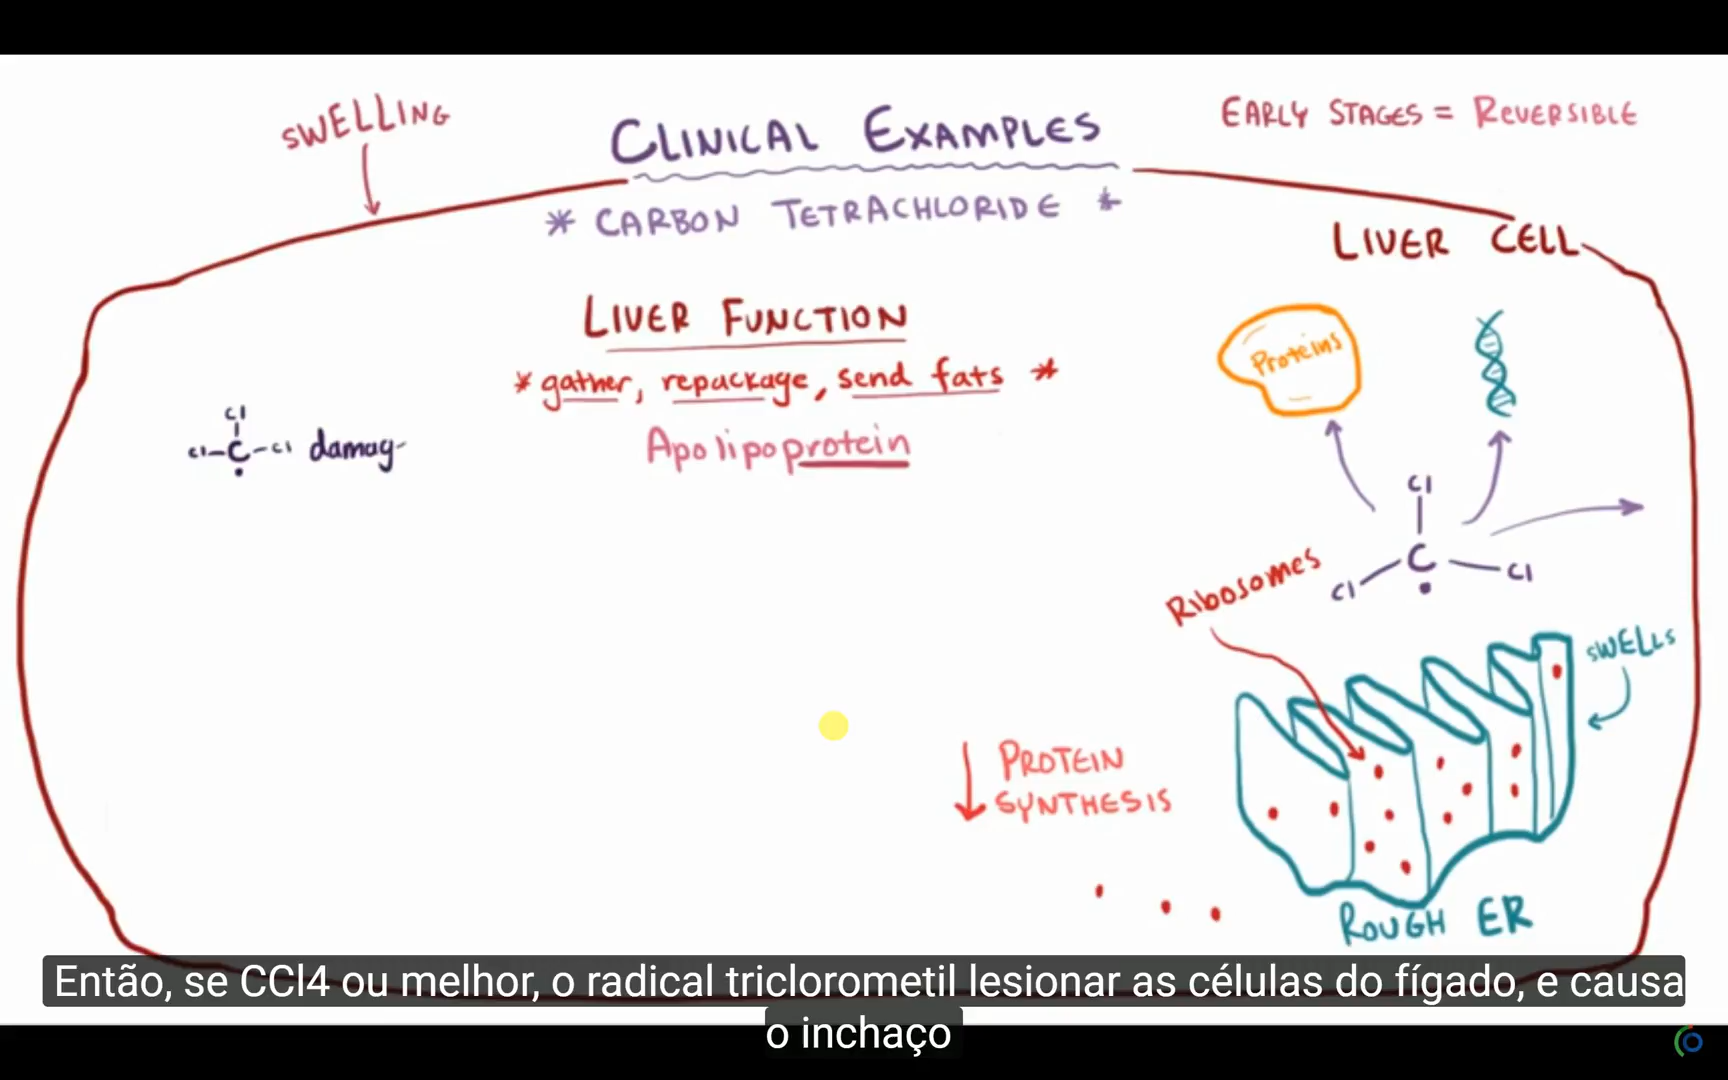 SWELLING
CLINICAL EXAMPLES
EARLY STAGES = REVERSIBLE
* CARBON TETRACHLORIDE *
LIVER CELL
LIVER FUNCTION
* gather, repackage, send fats *
Proteins
Cl
Cl-C-Cl damag
Apolipoprotein
Cl
C
Cl
Cl
Ribosomes
SWELLS
↓ PROTEIN
SYNTHESIS
ROUGH ER
Então, se CCl4 ou melhor, o radical triclorometil lesionar as células do fígado, e causa
o inchaço